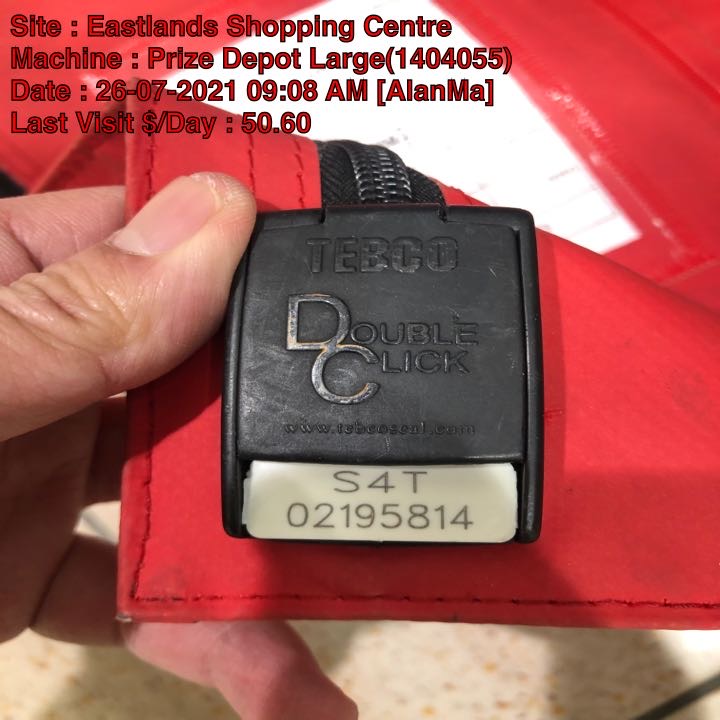 Site : Eastlands Shopping Centre
Machine : Prize Depot Large(1404055)
Date : 26-07-2021 09:08 AM [AlanMa]
Last Visit $/Day : 50.60
TEBCO
DOUBLE
CLICK
www.tebcoseal.com
S4T
02195814